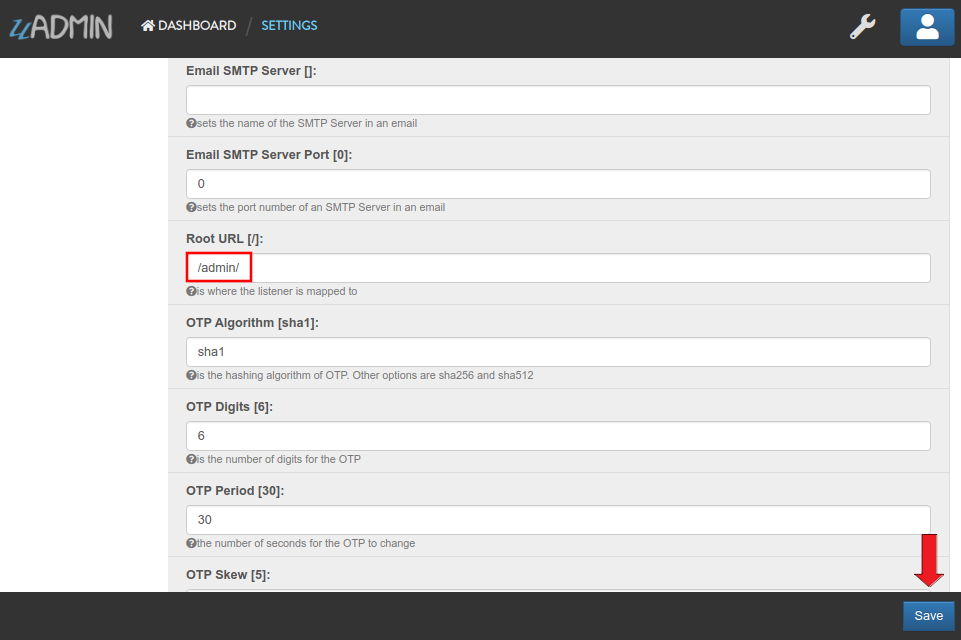 uADMIN
DASHBOARD / SETTINGS
Email SMTP Server []:
sets the name of the SMTP Server in an email
Email SMTP Server Port [0]:
0
sets the port number of an SMTP Server in an email
Root URL [/]:
/admin/
is where the listener is mapped to
OTP Algorithm [sha1]:
sha1
is the hashing algorithm of OTP. Other options are sha256 and sha512
OTP Digits [6]:
6
is the number of digits for the OTP
OTP Period [30]:
30
the number of seconds for the OTP to change
OTP Skew [5]:
Save